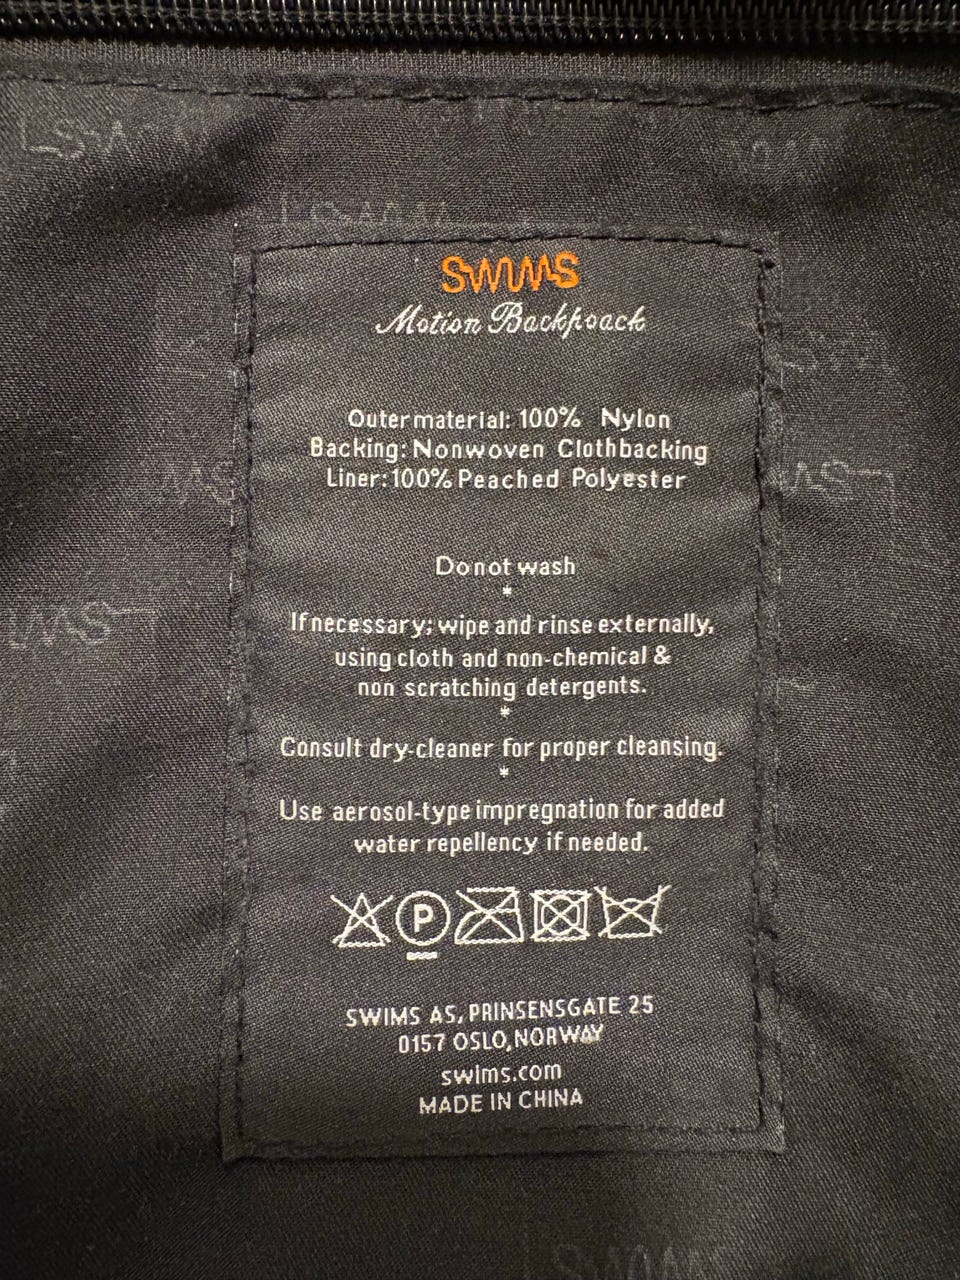 SWIMS
Motion Backpack
Outermaterial: 100% Nylon
Backing: Nonwoven Clothbacking
Liner: 100% Peached Polyester
Do not wash
*
If necessary; wipe and rinse externally,
using cloth and non-chemical &
non scratching detergents.
*
Consult dry-cleaner for proper cleansing.
*
Use aerosol-type impregnation for added
water repellency if needed.
P
SWIMS AS, PRINSENSGATE 25
0157 OSLO, NORWAY
swims.com
MADE IN CHINA